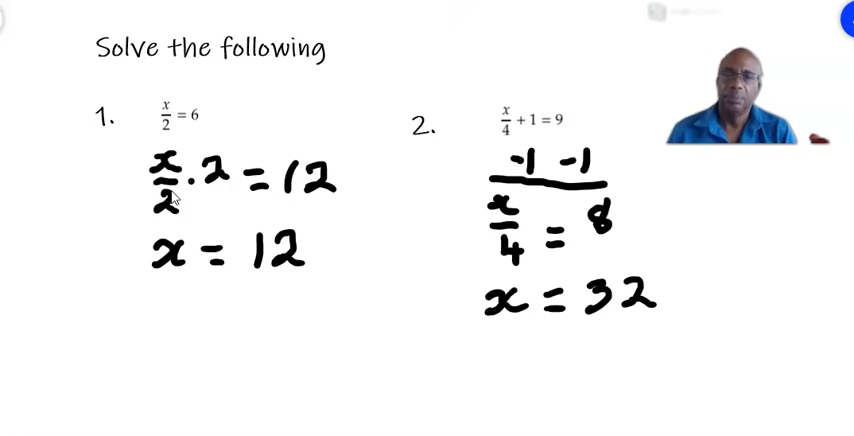 Solve the following
1. x/2 = 6
x/2 · 2 = 12
x = 12
2. x/4 + 1 = 9
-1 -1
x/4 = 8
x = 32